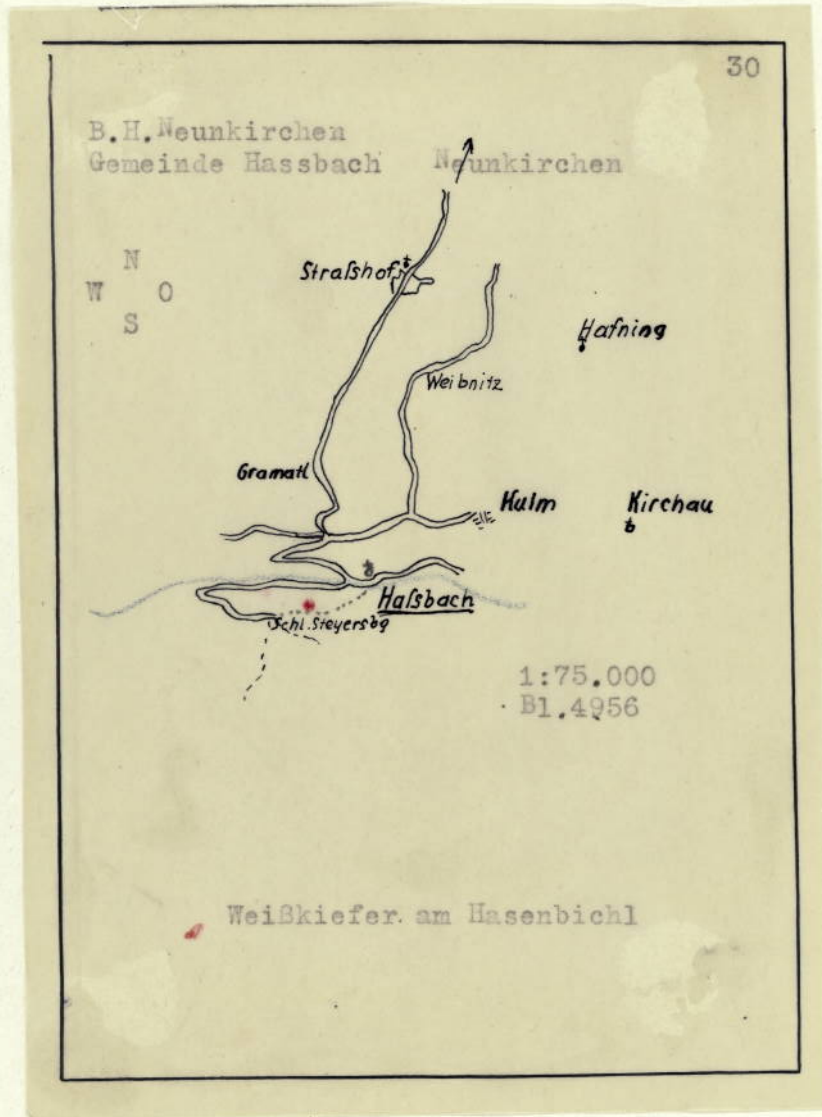 30
B.H.Neunkirchen
Gemeinde Hassbach Neunkirchen
N
W O
S
Straſshof
Hafning
Weibnitz
Gramatl
Kulm
Kirchau
Haſsbach
Schl.Steyersbg
1:75.000
Bl.4956
Weißkiefer am Hasenbichl